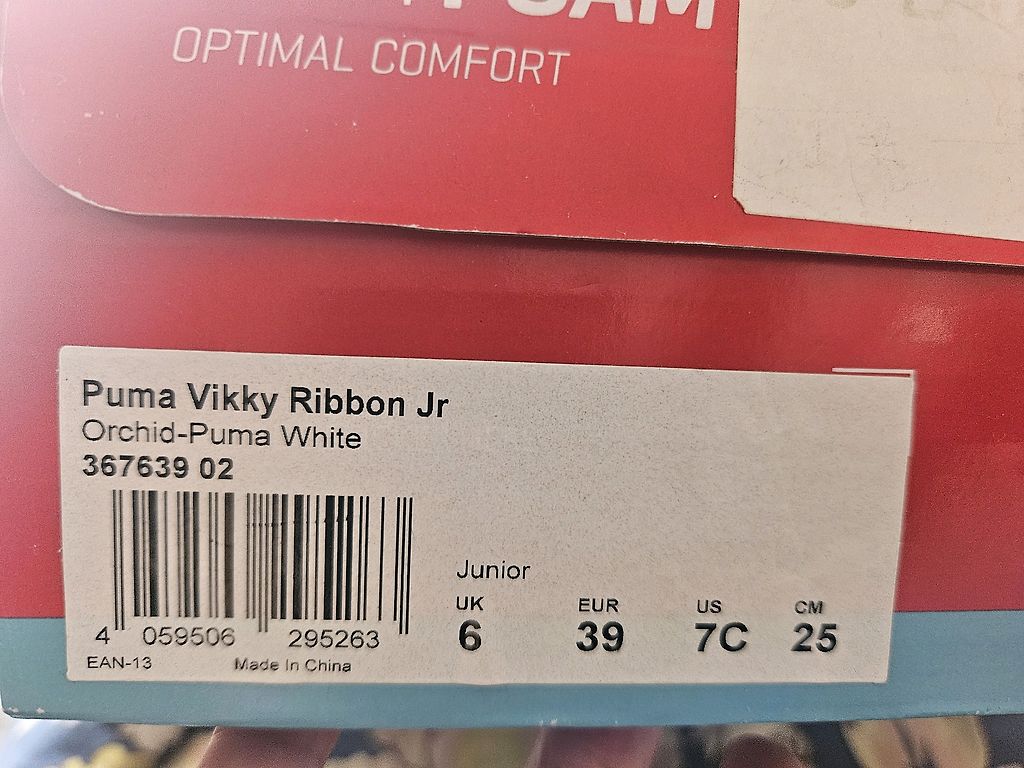 OPTIMAL COMFORT
Puma Vikky Ribbon Jr
Orchid-Puma White
367639 02
4 059506 295263
EAN-13 Made In China
Junior
UK EUR US CM
6 39 7C 25